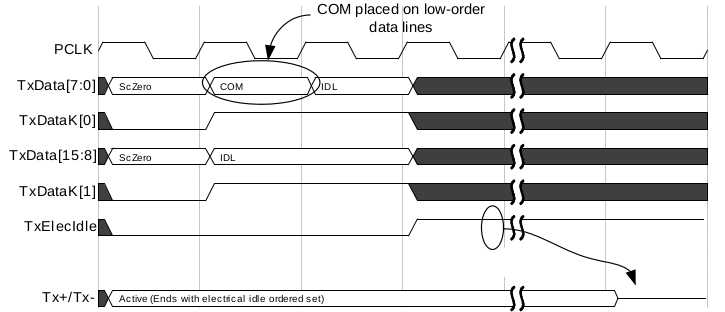 COM placed on low-order
data lines
PCLK
TxData[7:0] ScZero COM IDL
TxDataK[0]
TxData[15:8] ScZero IDL
TxDataK[1]
TxElecIdle
Tx+/Tx- Active (Ends with electrical idle ordered set)